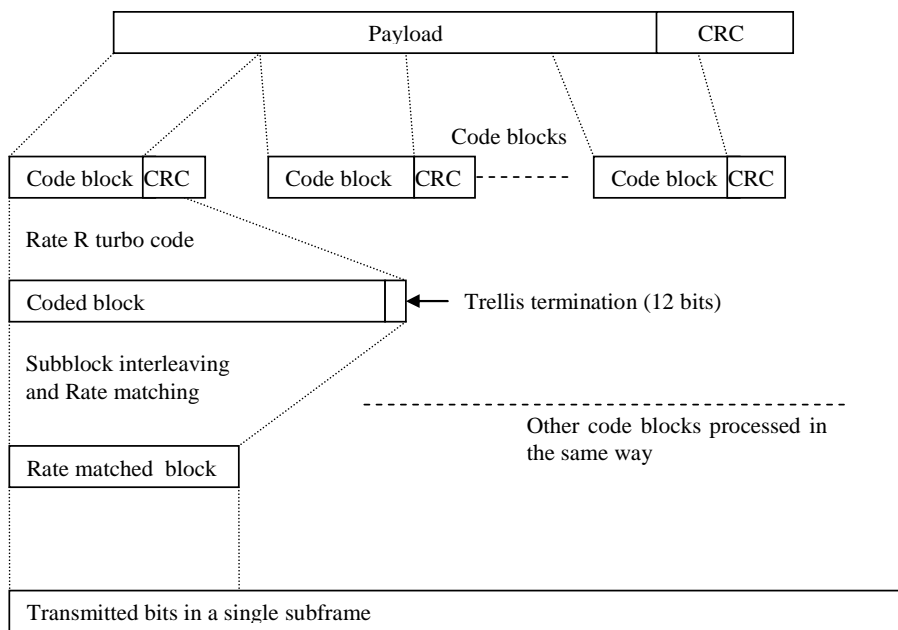 Payload CRC
Code blocks
Code block CRC Code block CRC Code block CRC
Rate R turbo code
Coded block
Trellis termination (12 bits)
Subblock interleaving
and Rate matching
Other code blocks processed in
the same way
Rate matched block
Transmitted bits in a single subframe